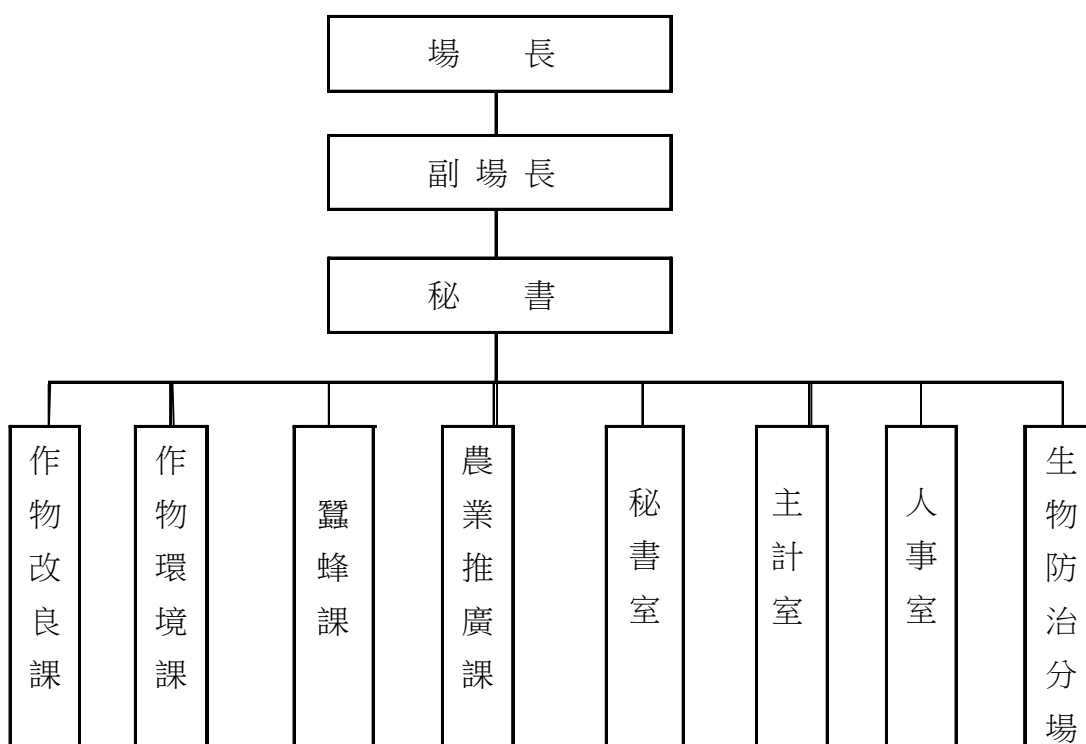 場長
副場長
秘書
作物改良課
作物環境課
蠶蜂課
農業推廣課
秘書室
主計室
人事室
生物防治分場